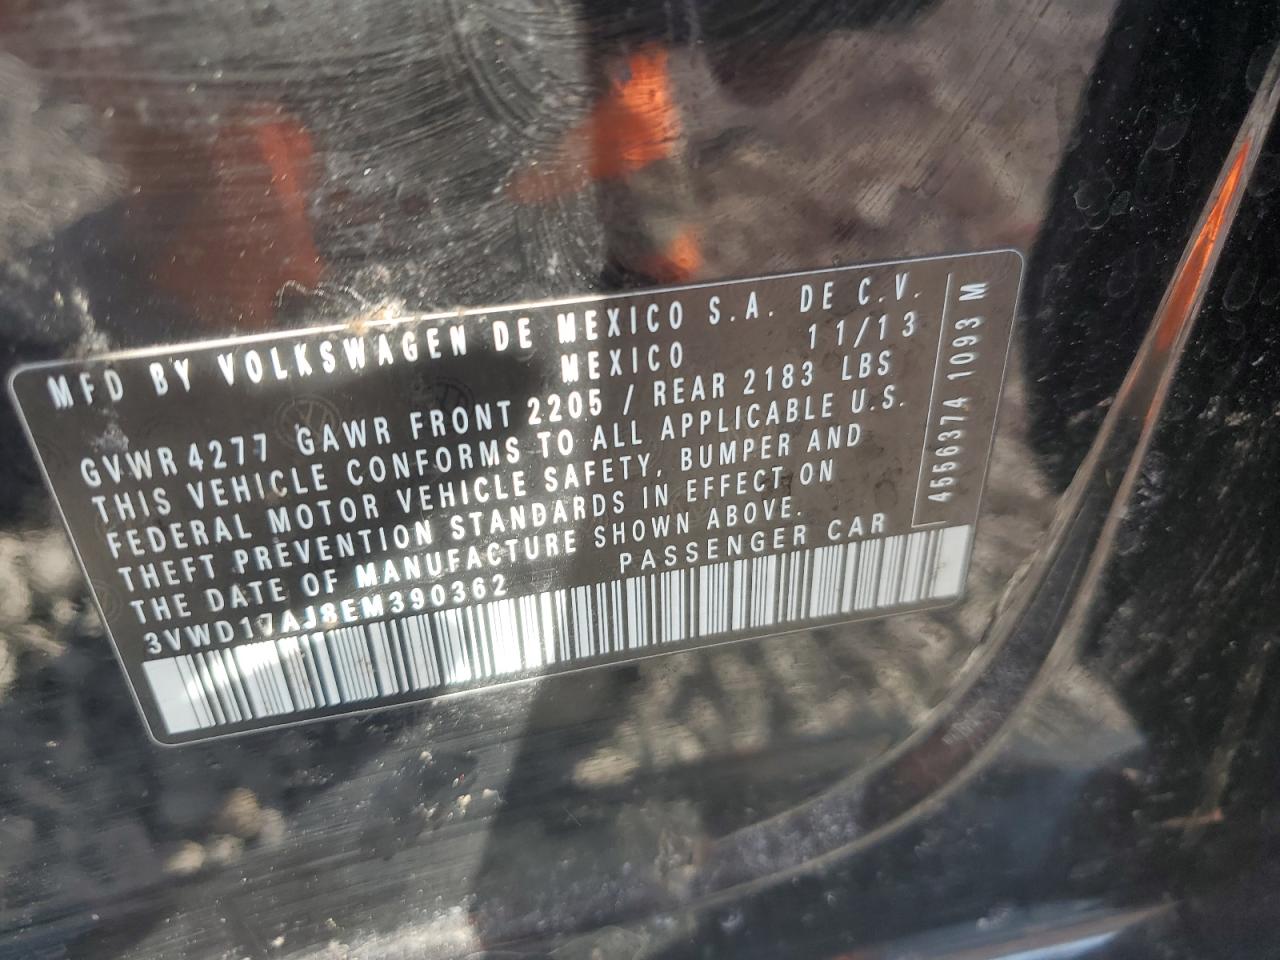 MFD BY VOLKSWAGEN DE MEXICO S.A. DE C.V.
MEXICO 11/13
GVWR 4277 GAWR FRONT 2205 / REAR 2183 LBS
THIS VEHICLE CONFORMS TO ALL APPLICABLE U.S.
FEDERAL MOTOR VEHICLE SAFETY, BUMPER AND
THEFT PREVENTION STANDARDS IN EFFECT ON
THE DATE OF MANUFACTURE SHOWN ABOVE.
3VWD17AJ8EM390362 PASSENGER CAR
4556374 1093 M